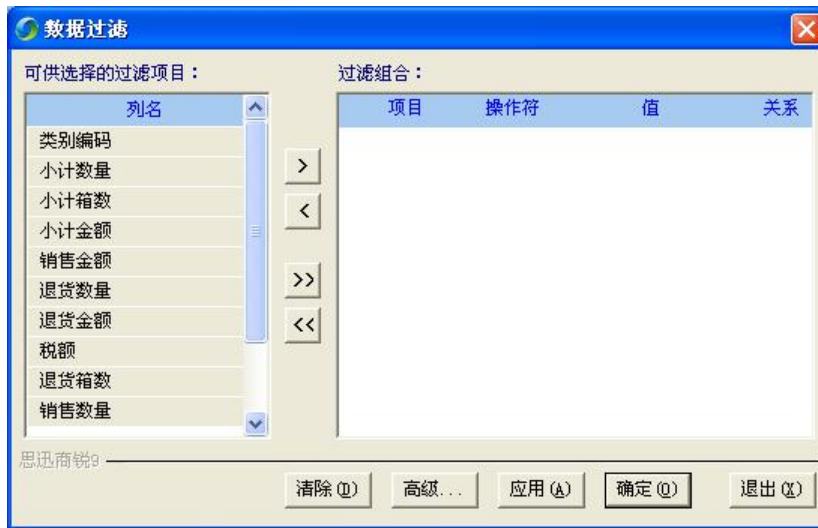 数据过滤
可供选择的过滤项目：
过滤组合：
列名
项目 操作符 值 关系
类别编码
小计数量
小计箱数
小计金额
销售金额
退货数量
退货金额
税额
退货箱数
销售数量
>
<
>>
<<
思迅商锐9
清除(D) 高级... 应用(A) 确定(O) 退出(X)